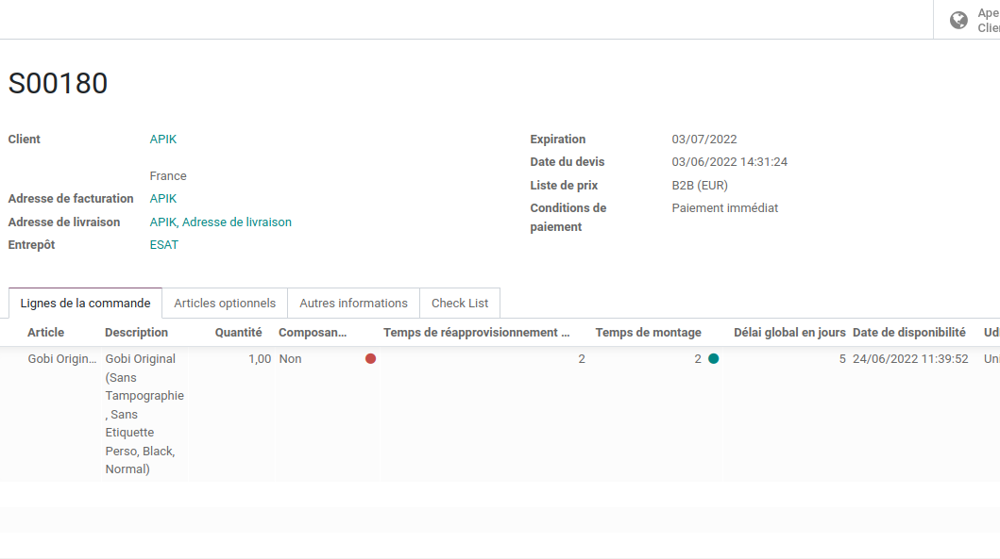 Ape
Clie
S00180
Client APIK
France
Adresse de facturation APIK
Adresse de livraison APIK, Adresse de livraison
Entrepôt ESAT
Expiration 03/07/2022
Date du devis 03/06/2022 14:31:24
Liste de prix B2B (EUR)
Conditions de Paiement immédiat
paiement
Lignes de la commande Articles optionnels Autres informations Check List
Article Description Quantité Composan... Temps de réapprovisionnement ... Temps de montage Délai global en jours Date de disponibilité Ud
Gobi Origin... Gobi Original 1,00 Non 2 2 5 24/06/2022 11:39:52 Un
(Sans
Tampographie
, Sans
Etiquette
Perso, Black,
Normal)